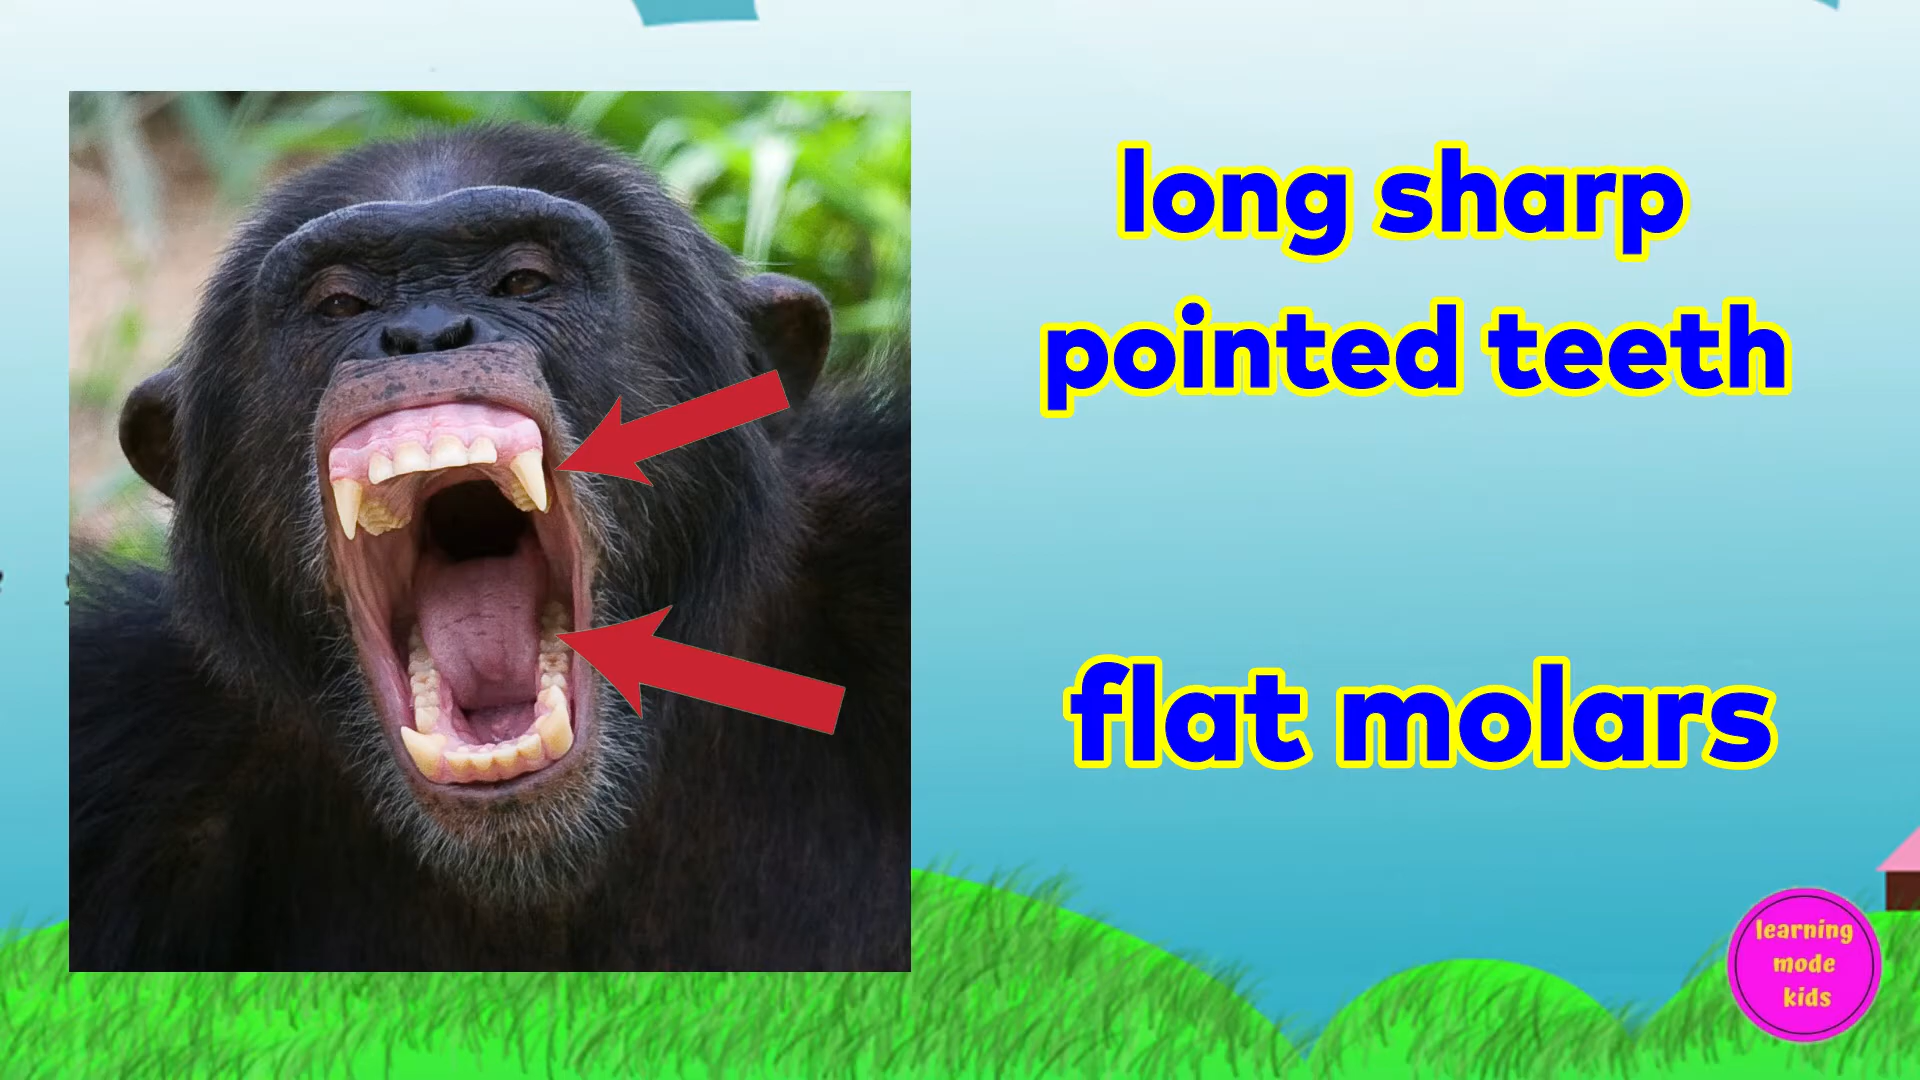 long sharp
pointed teeth
flat molars
learning
mode
kids